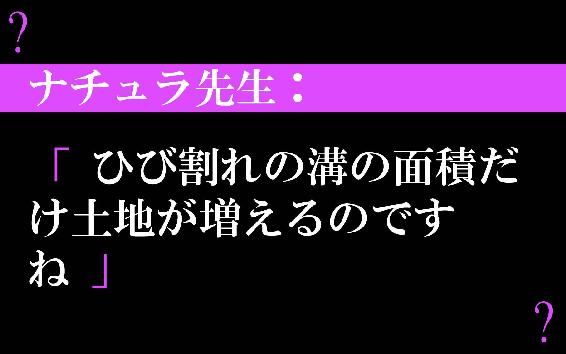 ?
ナチュラ先生：
「 ひび割れの溝の面積だ
け土地が増えるのです
ね 」
?